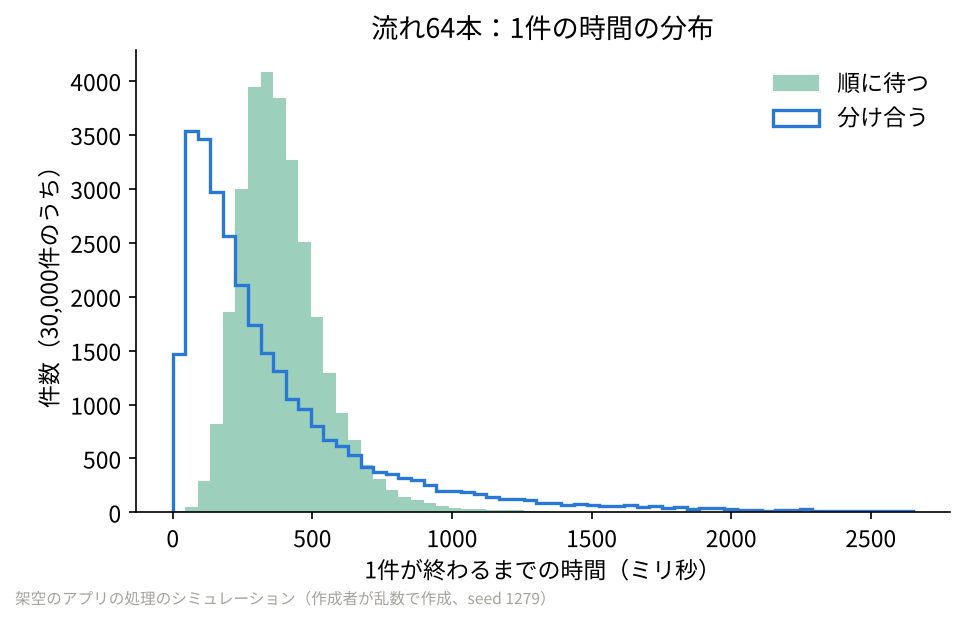 流れ64本：1件の時間の分布
順に待つ
分け合う
件数（30,000件のうち）
4000
3500
3000
2500
2000
1500
1000
500
0
0 500 1000 1500 2000 2500
1件が終わるまでの時間（ミリ秒）
架空のアプリの処理のシミュレーション（作成者が乱数で作成、seed 1279）